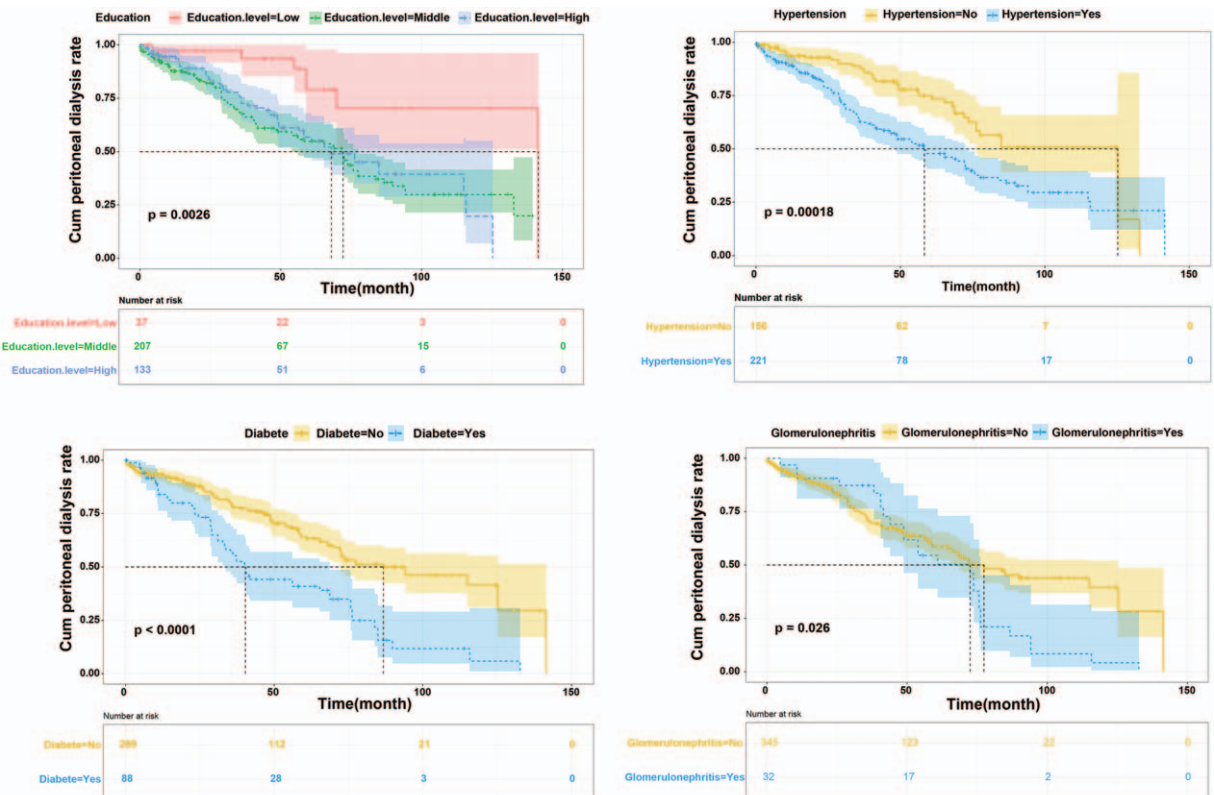 Education Education.level=Low Education.level=Middle Education.level=High
Cum peritoneal dialysis rate
1.00
0.75
0.50
0.25
0.00
p = 0.0026
0 50 100 150
Time(month)
Number at risk
Education.level=Low 37 22 3 0
Education.level=Middle 207 67 15 0
Education.level=High 133 51 6 0
Hypertension Hypertension=No Hypertension=Yes
Cum peritoneal dialysis rate
1.00
0.75
0.50
0.25
0.00
p = 0.00018
0 50 100 150
Time(month)
Number at risk
Hypertension=No 156 62 7 0
Hypertension=Yes 221 78 17 0
Diabete Diabete=No Diabete=Yes
Cum peritoneal dialysis rate
1.00
0.75
0.50
0.25
0.00
p < 0.0001
0 50 100 150
Time(month)
Number at risk
Diabete=No 289 112 21 0
Diabete=Yes 88 28 3 0
Glomerulonephritis Glomerulonephritis=No Glomerulonephritis=Yes
Cum peritoneal dialysis rate
1.00
0.75
0.50
0.25
0.00
p = 0.026
0 50 100 150
Time(month)
Number at risk
Glomerulonephritis=No 345 123 22 0
Glomerulonephritis=Yes 32 17 2 0